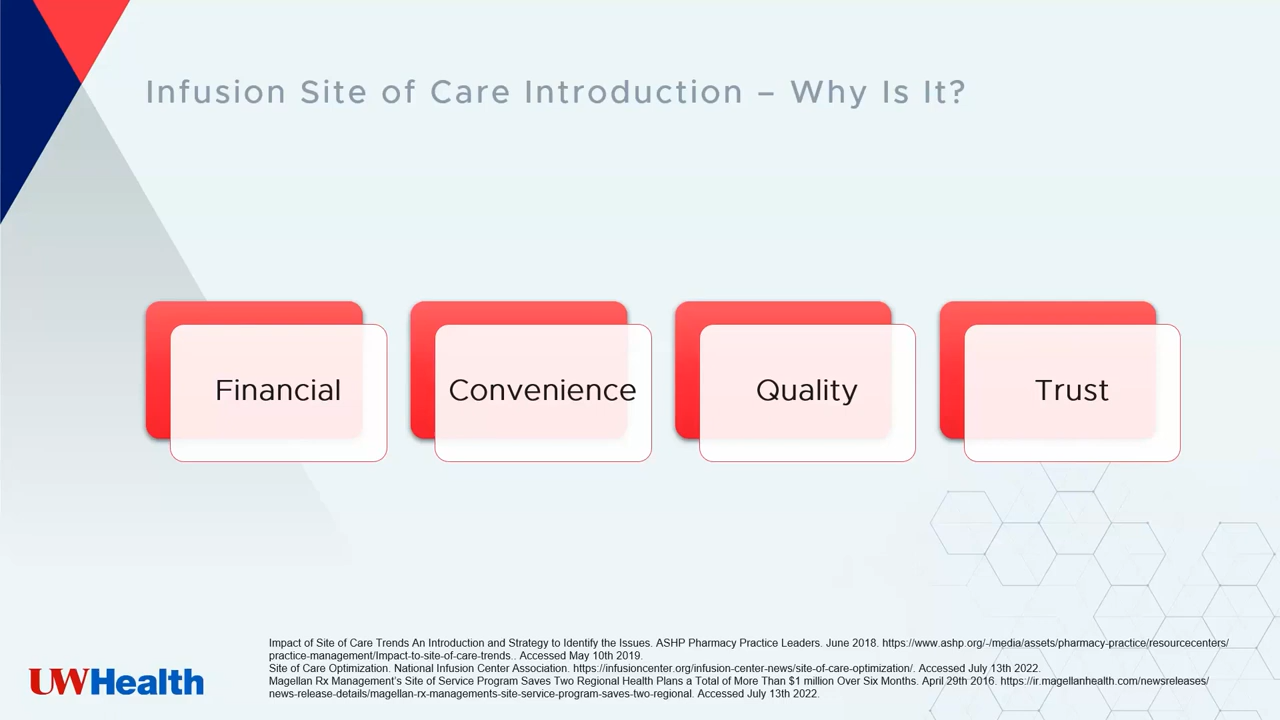 Infusion Site of Care Introduction – Why Is It?
Financial
Convenience
Quality
Trust
Impact of Site of Care Trends An Introduction and Strategy to Identify the Issues. ASHP Pharmacy Practice Leaders. June 2018. https://www.ashp.org/-/media/assets/pharmacy-practice/resourcecenters/
practice-management/Impact-to-site-of-care-trends.. Accessed May 10th 2019.
Site of Care Optimization. National Infusion Center Association. https://infusioncenter.org/infusion-center-news/site-of-care-optimization/. Accessed July 13th 2022.
Magellan Rx Management’s Site of Service Program Saves Two Regional Health Plans a Total of More Than $1 million Over Six Months. April 29th 2016. https://ir.magellanhealth.com/newsreleases/
news-release-details/magellan-rx-managements-site-service-program-saves-two-regional. Accessed July 13th 2022.
UWHealth